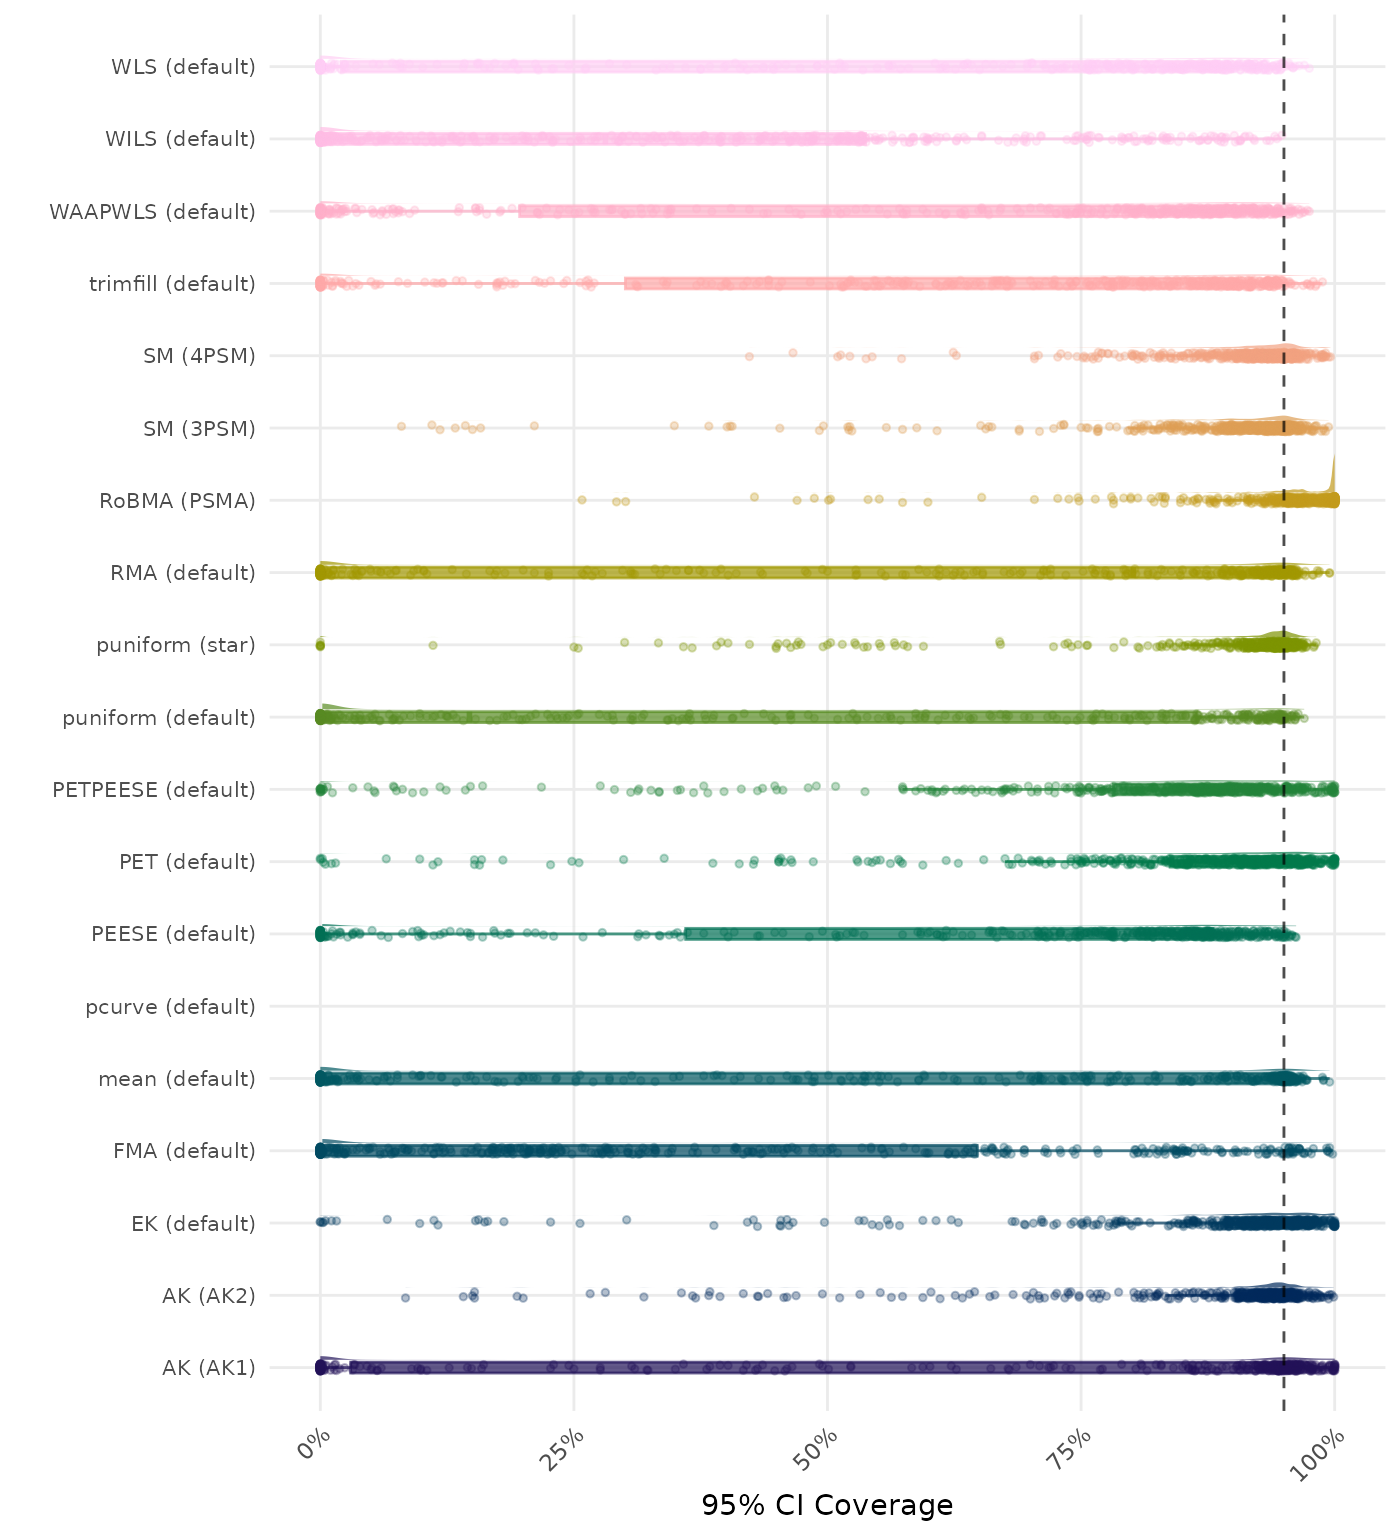 WLS (default)
WILS (default)
WAAPWLS (default)
trimfill (default)
SM (4PSM)
SM (3PSM)
RoBMA (PSMA)
RMA (default)
puniform (star)
puniform (default)
PETPEESE (default)
PET (default)
PEESE (default)
pcurve (default)
mean (default)
FMA (default)
EK (default)
AK (AK2)
AK (AK1)
0%
25%
50%
75%
100%
95% CI Coverage